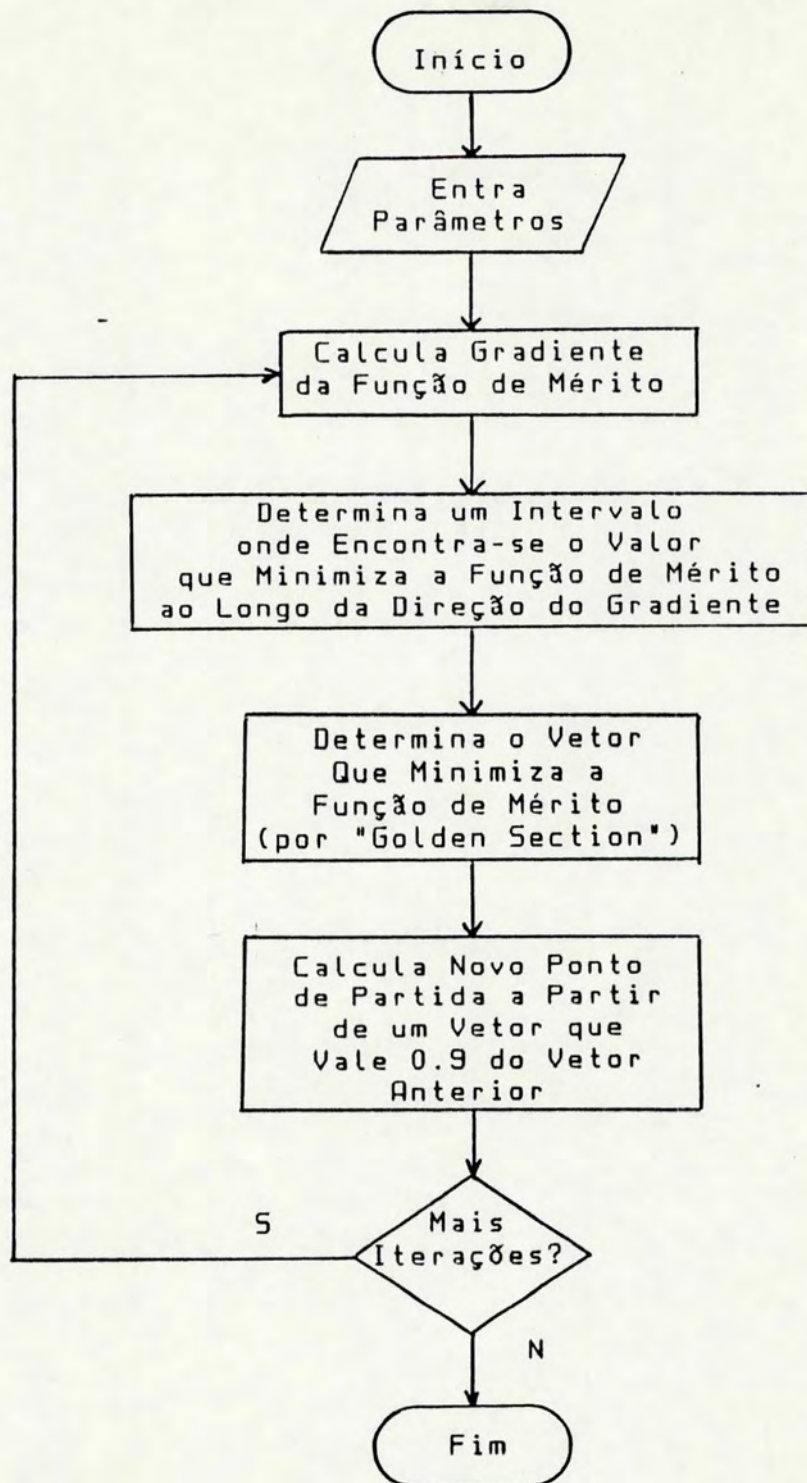 Início
Entra
Parâmetros
Calcula Gradiente
da Função de Mérito
Determina um Intervalo
onde Encontra-se o Valor
que Minimiza a Função de Mérito
ao Longo da Direção do Gradiente
Determina o Vetor
Que Minimiza a
Função de Mérito
(por "Golden Section")
Calcula Novo Ponto
de Partida a Partir
de um Vetor que
Vale 0.9 do Vetor
Anterior
S
Mais
Iterações?
N
Fim